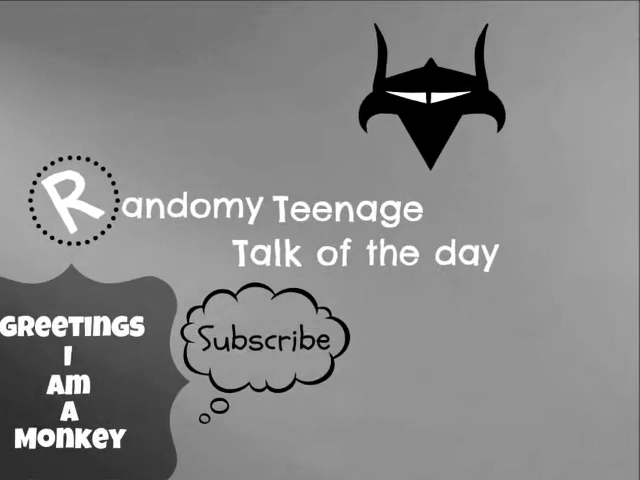 Randomy Teenage
Talk of the day
Subscribe
GREETINGS
I
Am
A
Monkey